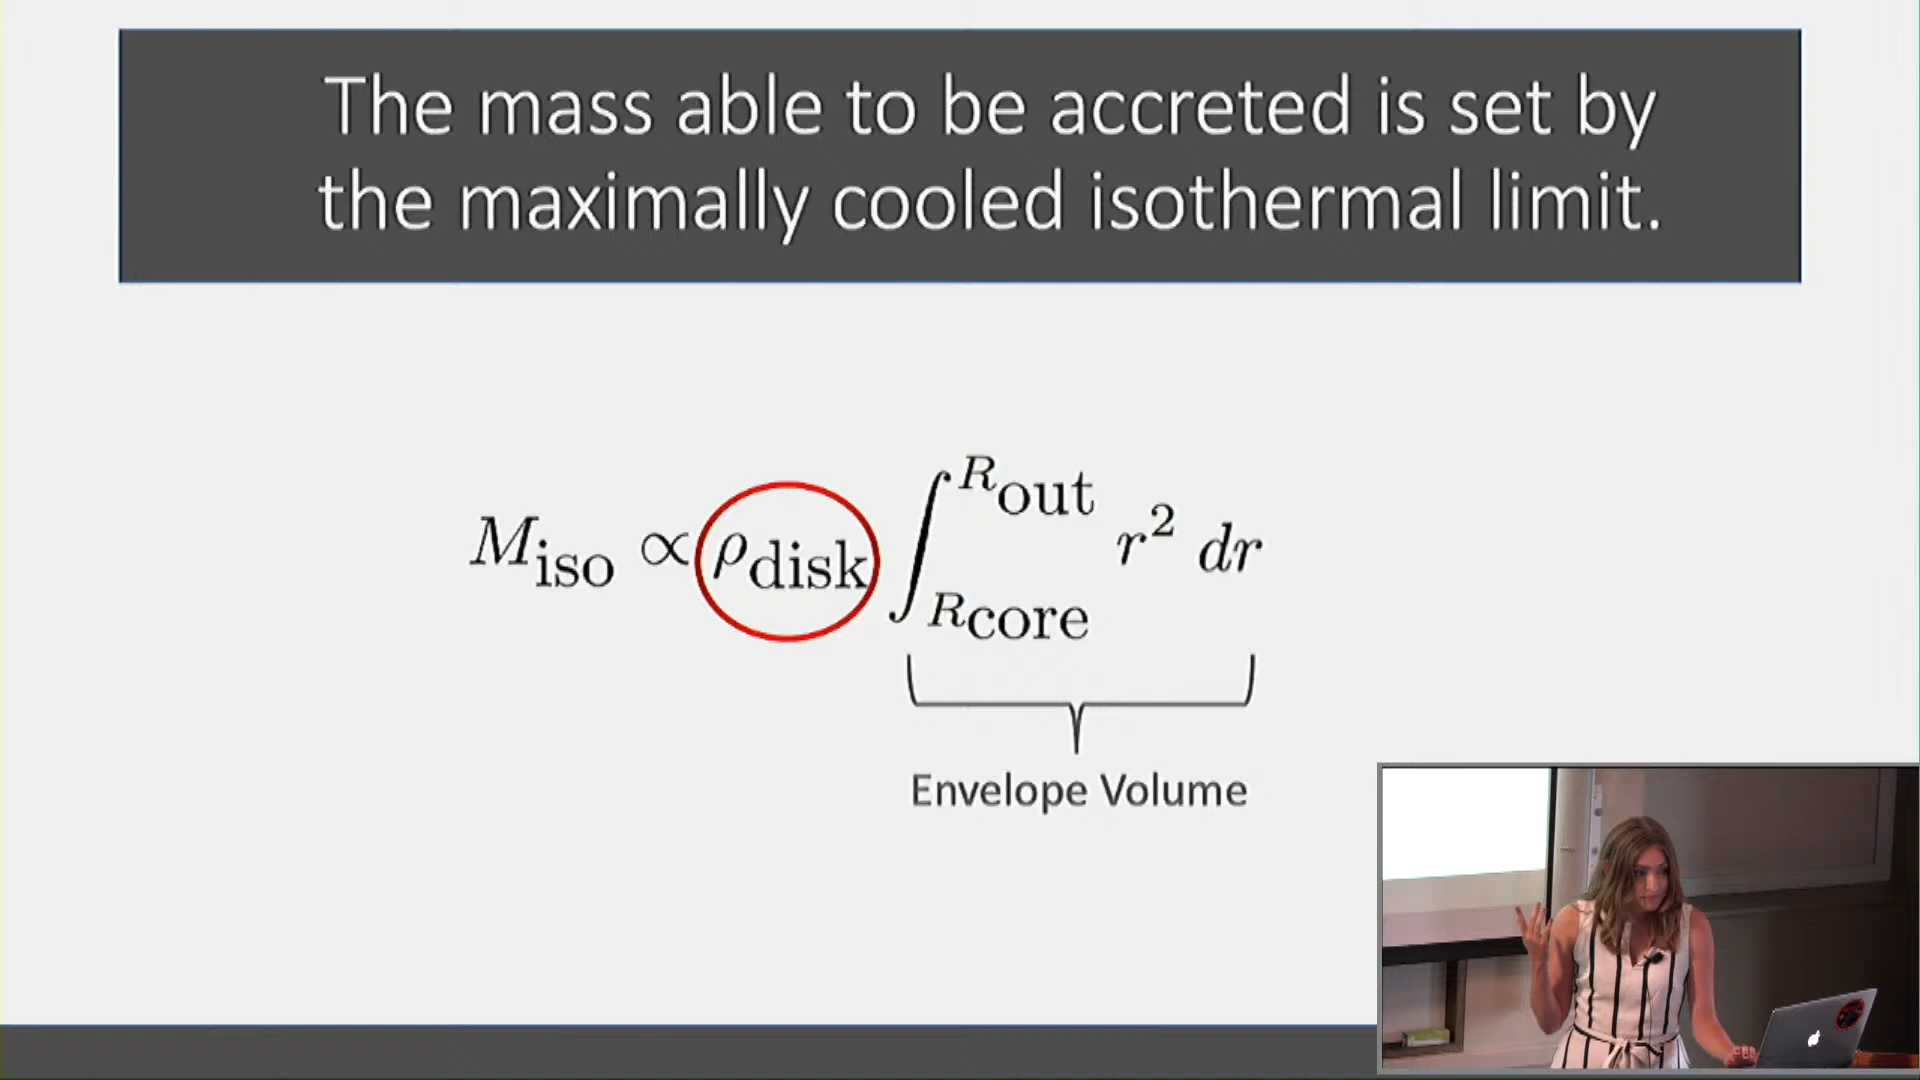 The mass able to be accreted is set by
the maximally cooled isothermal limit.
M_iso ∝ ρ_disk ∫_{R_core}^{R_out} r² dr
Envelope Volume